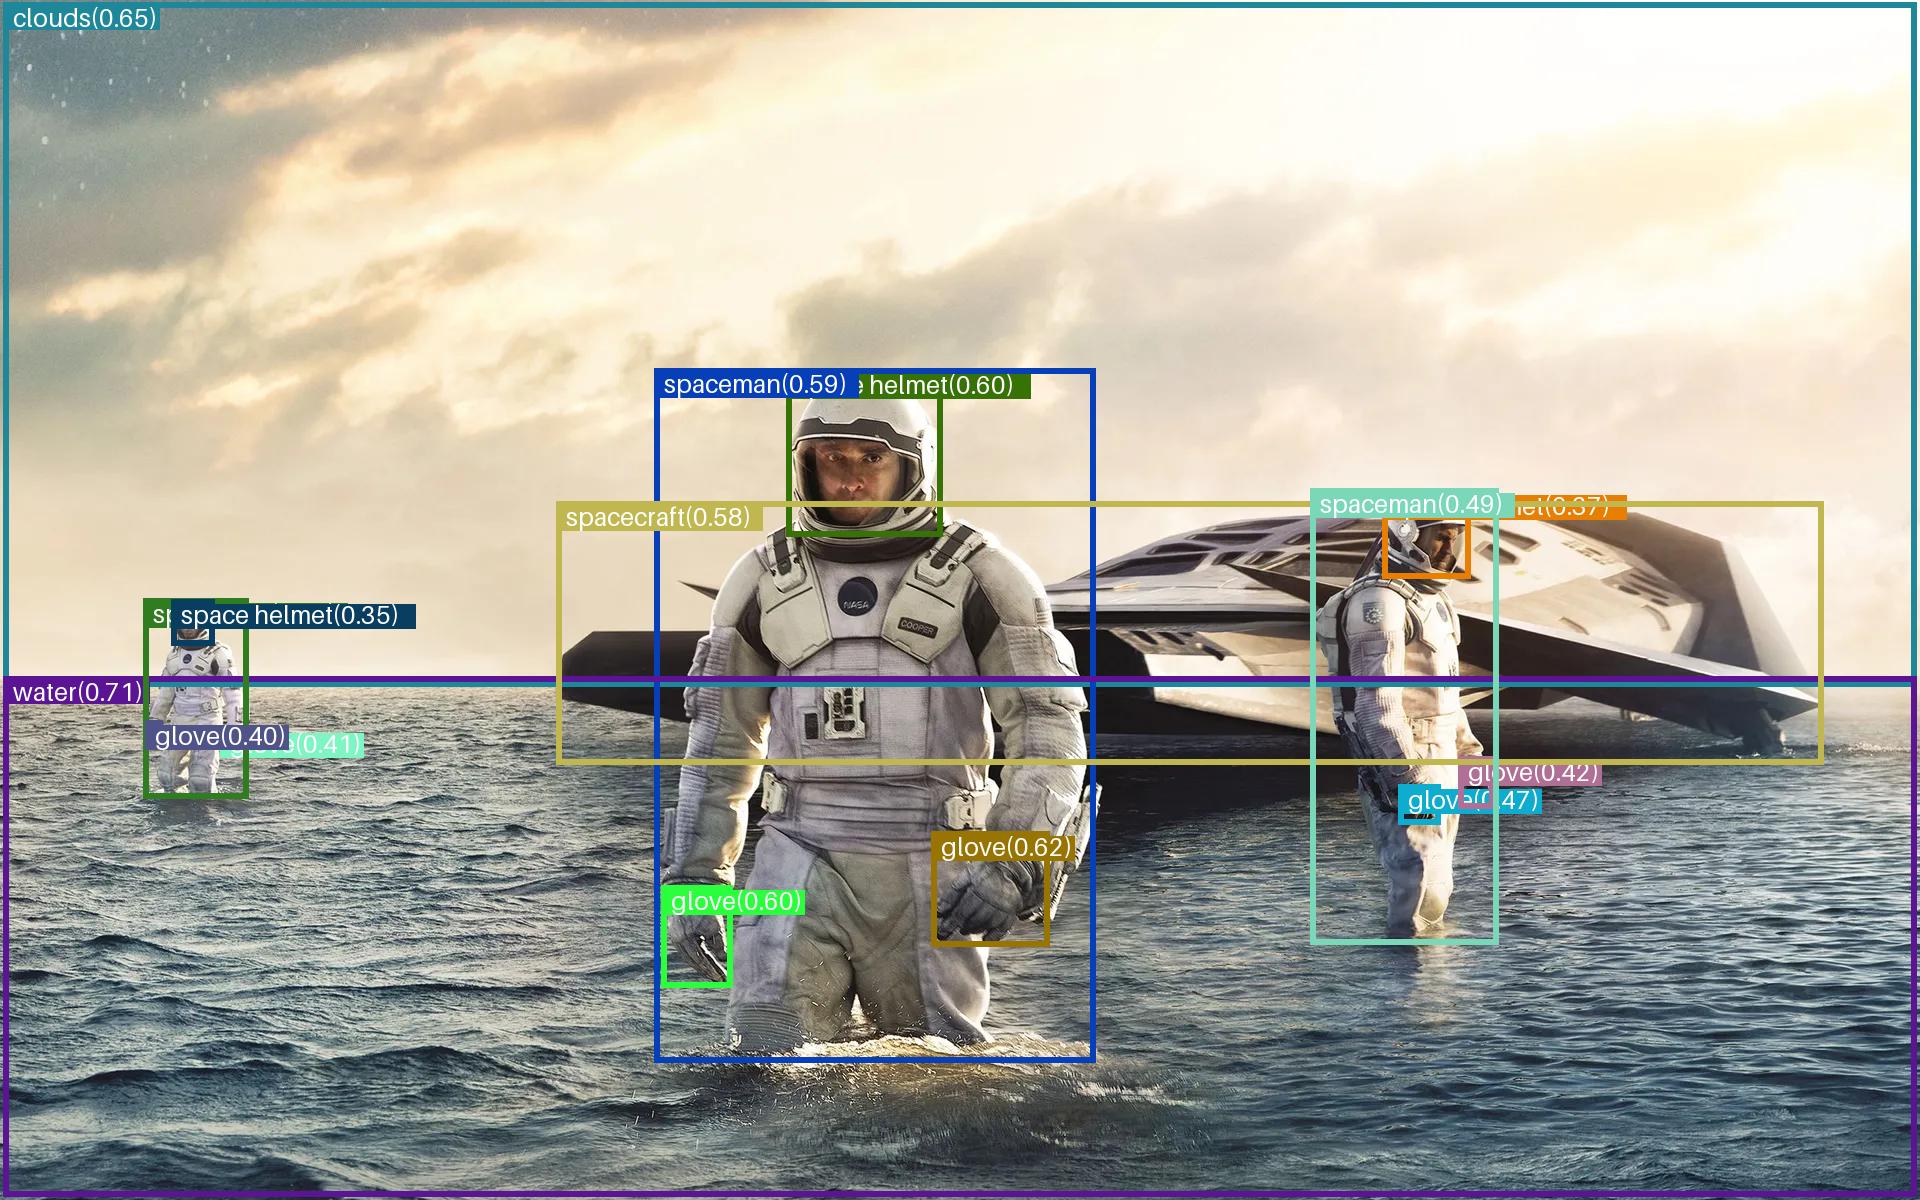 clouds(0.65)
spaceman(0.59)
e helmet(0.60)
spaceman(0.49)
et(0.37)
spacecraft(0.58)
NASA
COOPER
sp
space helmet(0.35)
water(0.71)
glove(0.40)
(0.41)
glove(0.42)
glove(0.47)
glove(0.62)
glove(0.60)